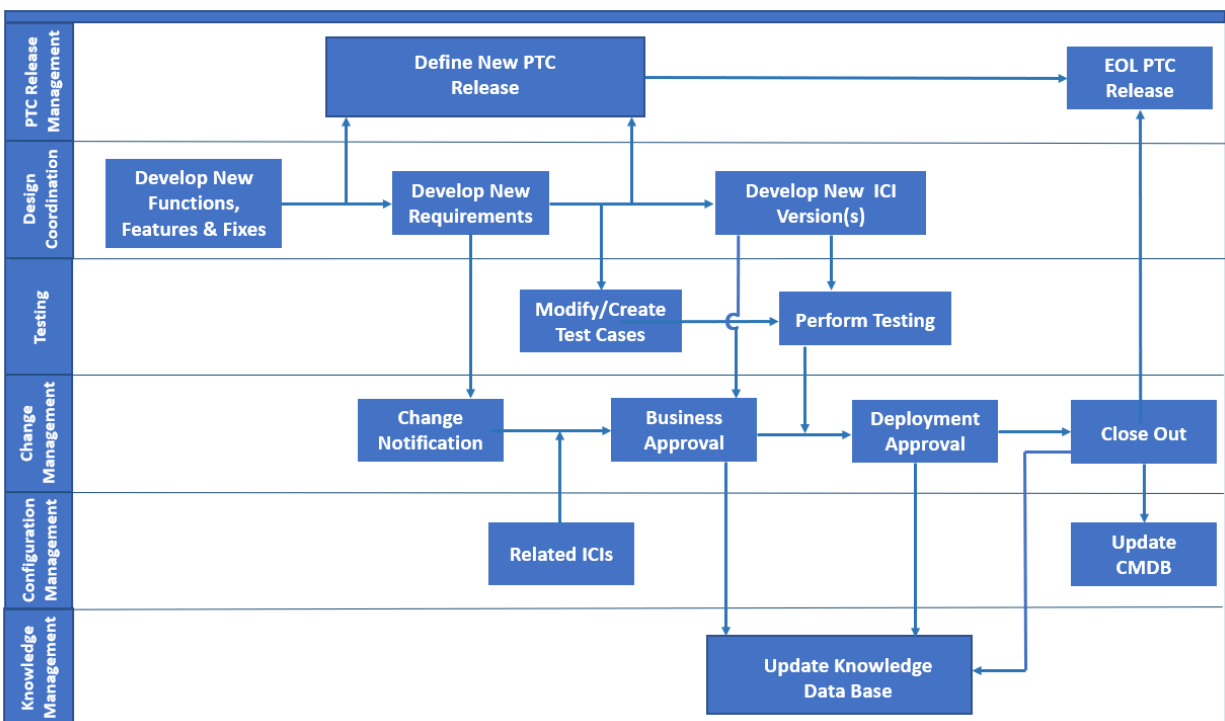 PTC Release
Management
Define New PTC
Release
EOL PTC
Release
Design
Coordination
Develop New
Functions,
Features & Fixes
Develop New
Requirements
Develop New ICI
Version(s)
Testing
Modify/Create
Test Cases
Perform Testing
Change
Management
Change
Notification
Business
Approval
Deployment
Approval
Close Out
Configuration
Management
Related ICIs
Update
CMDB
Knowledge
Management
Update Knowledge
Data Base